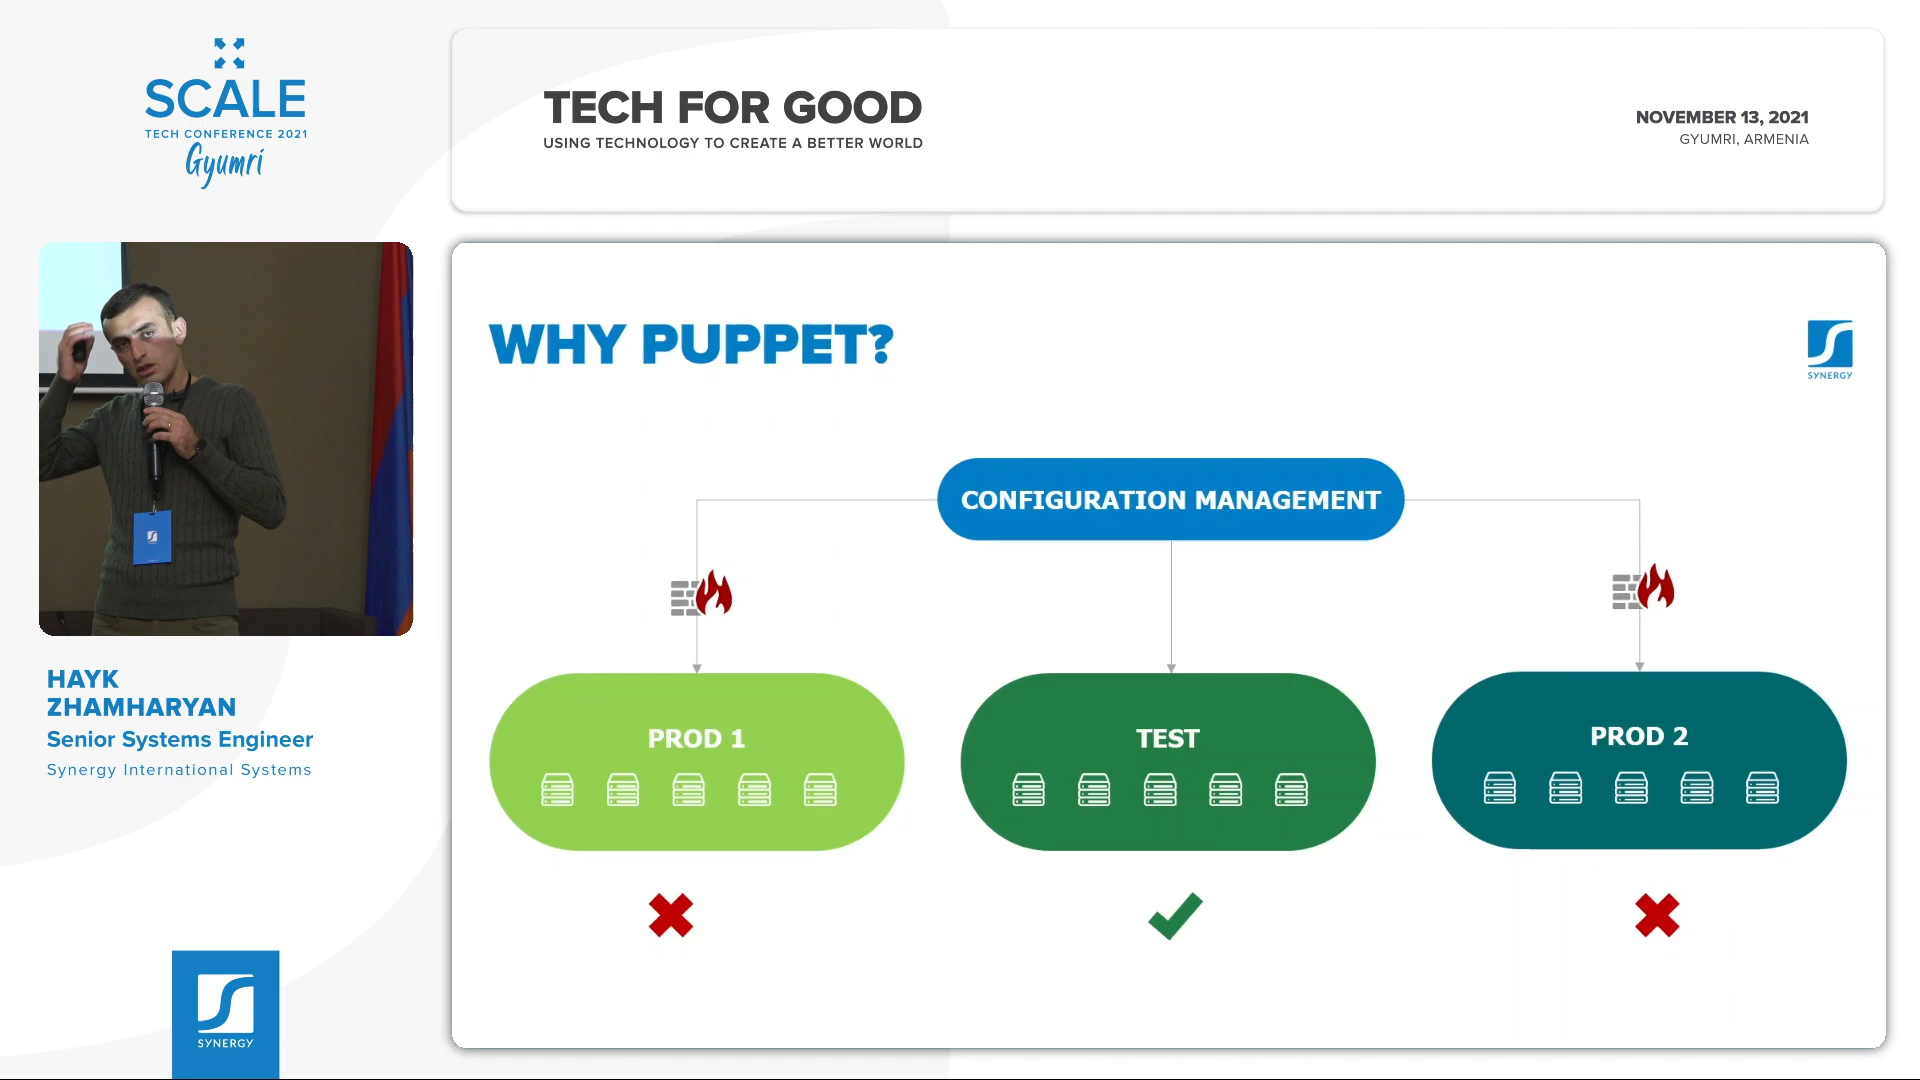 SCALE
TECH CONFERENCE 2021
Gyumri
TECH FOR GOOD
USING TECHNOLOGY TO CREATE A BETTER WORLD
NOVEMBER 13, 2021
GYUMRI, ARMENIA
WHY PUPPET?
SYNERGY
CONFIGURATION MANAGEMENT
PROD 1
TEST
PROD 2
HAYK
ZHAMHARYAN
Senior Systems Engineer
Synergy International Systems
SYNERGY